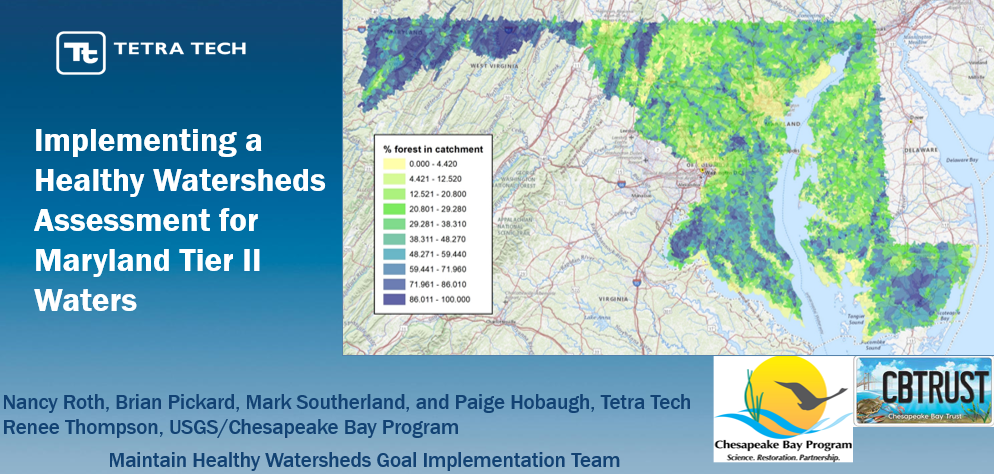 TETRA TECH
Implementing a
Healthy Watersheds
Assessment for
Maryland Tier II
Waters
MARYLAND
WEST VIRGINIA
MARYLAND
DELAWARE
Delaware Bay
VIRGINIA
% forest in catchment
0.000 - 4.420
4.421 - 12.520
12.521 - 20.800
20.801 - 29.280
29.281 - 38.310
38.311 - 48.270
48.271 - 59.440
59.441 - 71.960
71.961 - 86.010
86.011 - 100.000
Nancy Roth, Brian Pickard, Mark Southerland, and Paige Hobaugh, Tetra Tech
Renee Thompson, USGS/Chesapeake Bay Program
Maintain Healthy Watersheds Goal Implementation Team
Chesapeake Bay Program
Science. Restoration. Partnership.
CBTRUST
Chesapeake Bay Trust